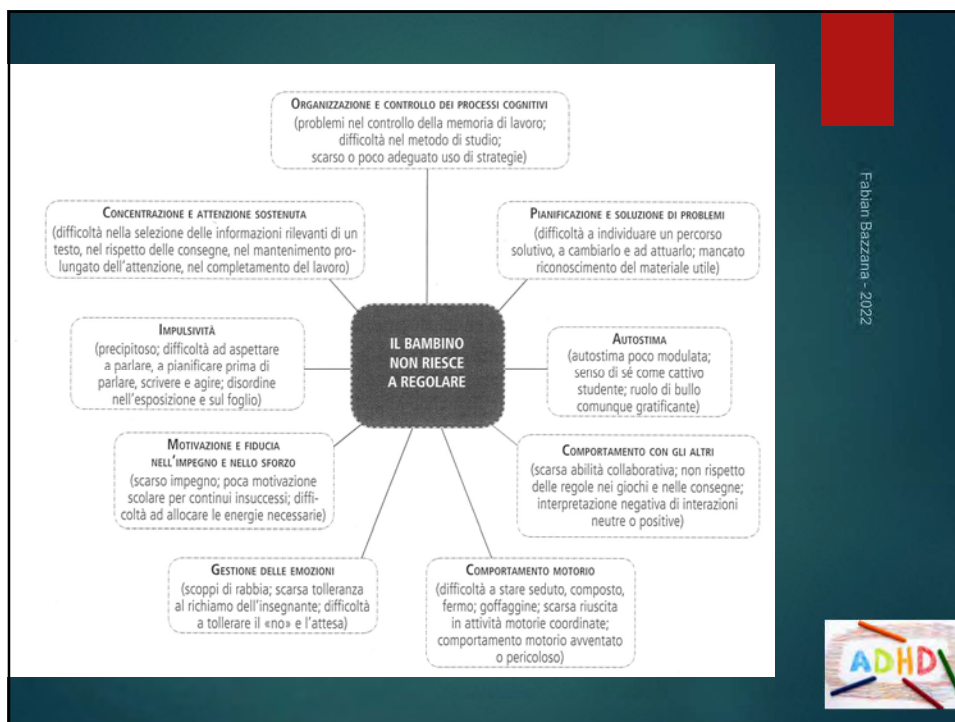 ORGANIZZAZIONE E CONTROLLO DEI PROCESSI COGNITIVI
(problemi nel controllo della memoria di lavoro;
difficoltà nel metodo di studio;
scarso o poco adeguato uso di strategie)
CONCENTRAZIONE E ATTENZIONE SOSTENUTA
(difficoltà nella selezione delle informazioni rilevanti di un
testo, nel rispetto delle consegne, nel mantenimento pro-
lungato dell'attenzione, nel completamento del lavoro)
PIANIFICAZIONE E SOLUZIONE DI PROBLEMI
(difficoltà a individuare un percorso
solutivo, a cambiarlo e ad attuarlo; mancato
riconoscimento del materiale utile)
IMPULSIVITÀ
(precipitoso; difficoltà ad aspettare
a parlare, a pianificare prima di
parlare, scrivere e agire; disordine
nell'esposizione e sul foglio)
IL BAMBINO
NON RIESCE
A REGOLARE
AUTOSTIMA
(autostima poco modulata;
senso di sé come cattivo
studente; ruolo di bullo
comunque gratificante)
MOTIVAZIONE E FIDUCIA
NELL'IMPEGNO E NELLO SFORZO
(scarso impegno; poca motivazione
scolare per continui insuccessi; diffi-
coltà ad allocare le energie necessarie)
COMPORTAMENTO CON GLI ALTRI
(scarsa abilità collaborativa; non rispetto
delle regole nei giochi e nelle consegne;
interpretazione negativa di interazioni
neutre o positive)
GESTIONE DELLE EMOZIONI
(scoppi di rabbia; scarsa tolleranza
al richiamo dell'insegnante; difficoltà
a tollerare il «no» e l'attesa)
COMPORTAMENTO MOTORIO
(difficoltà a stare seduto, composto,
fermo; goffaggine; scarsa riuscita
in attività motorie coordinate;
comportamento motorio avventato
o pericoloso)
Fabian Bazzana - 2022
ADHD